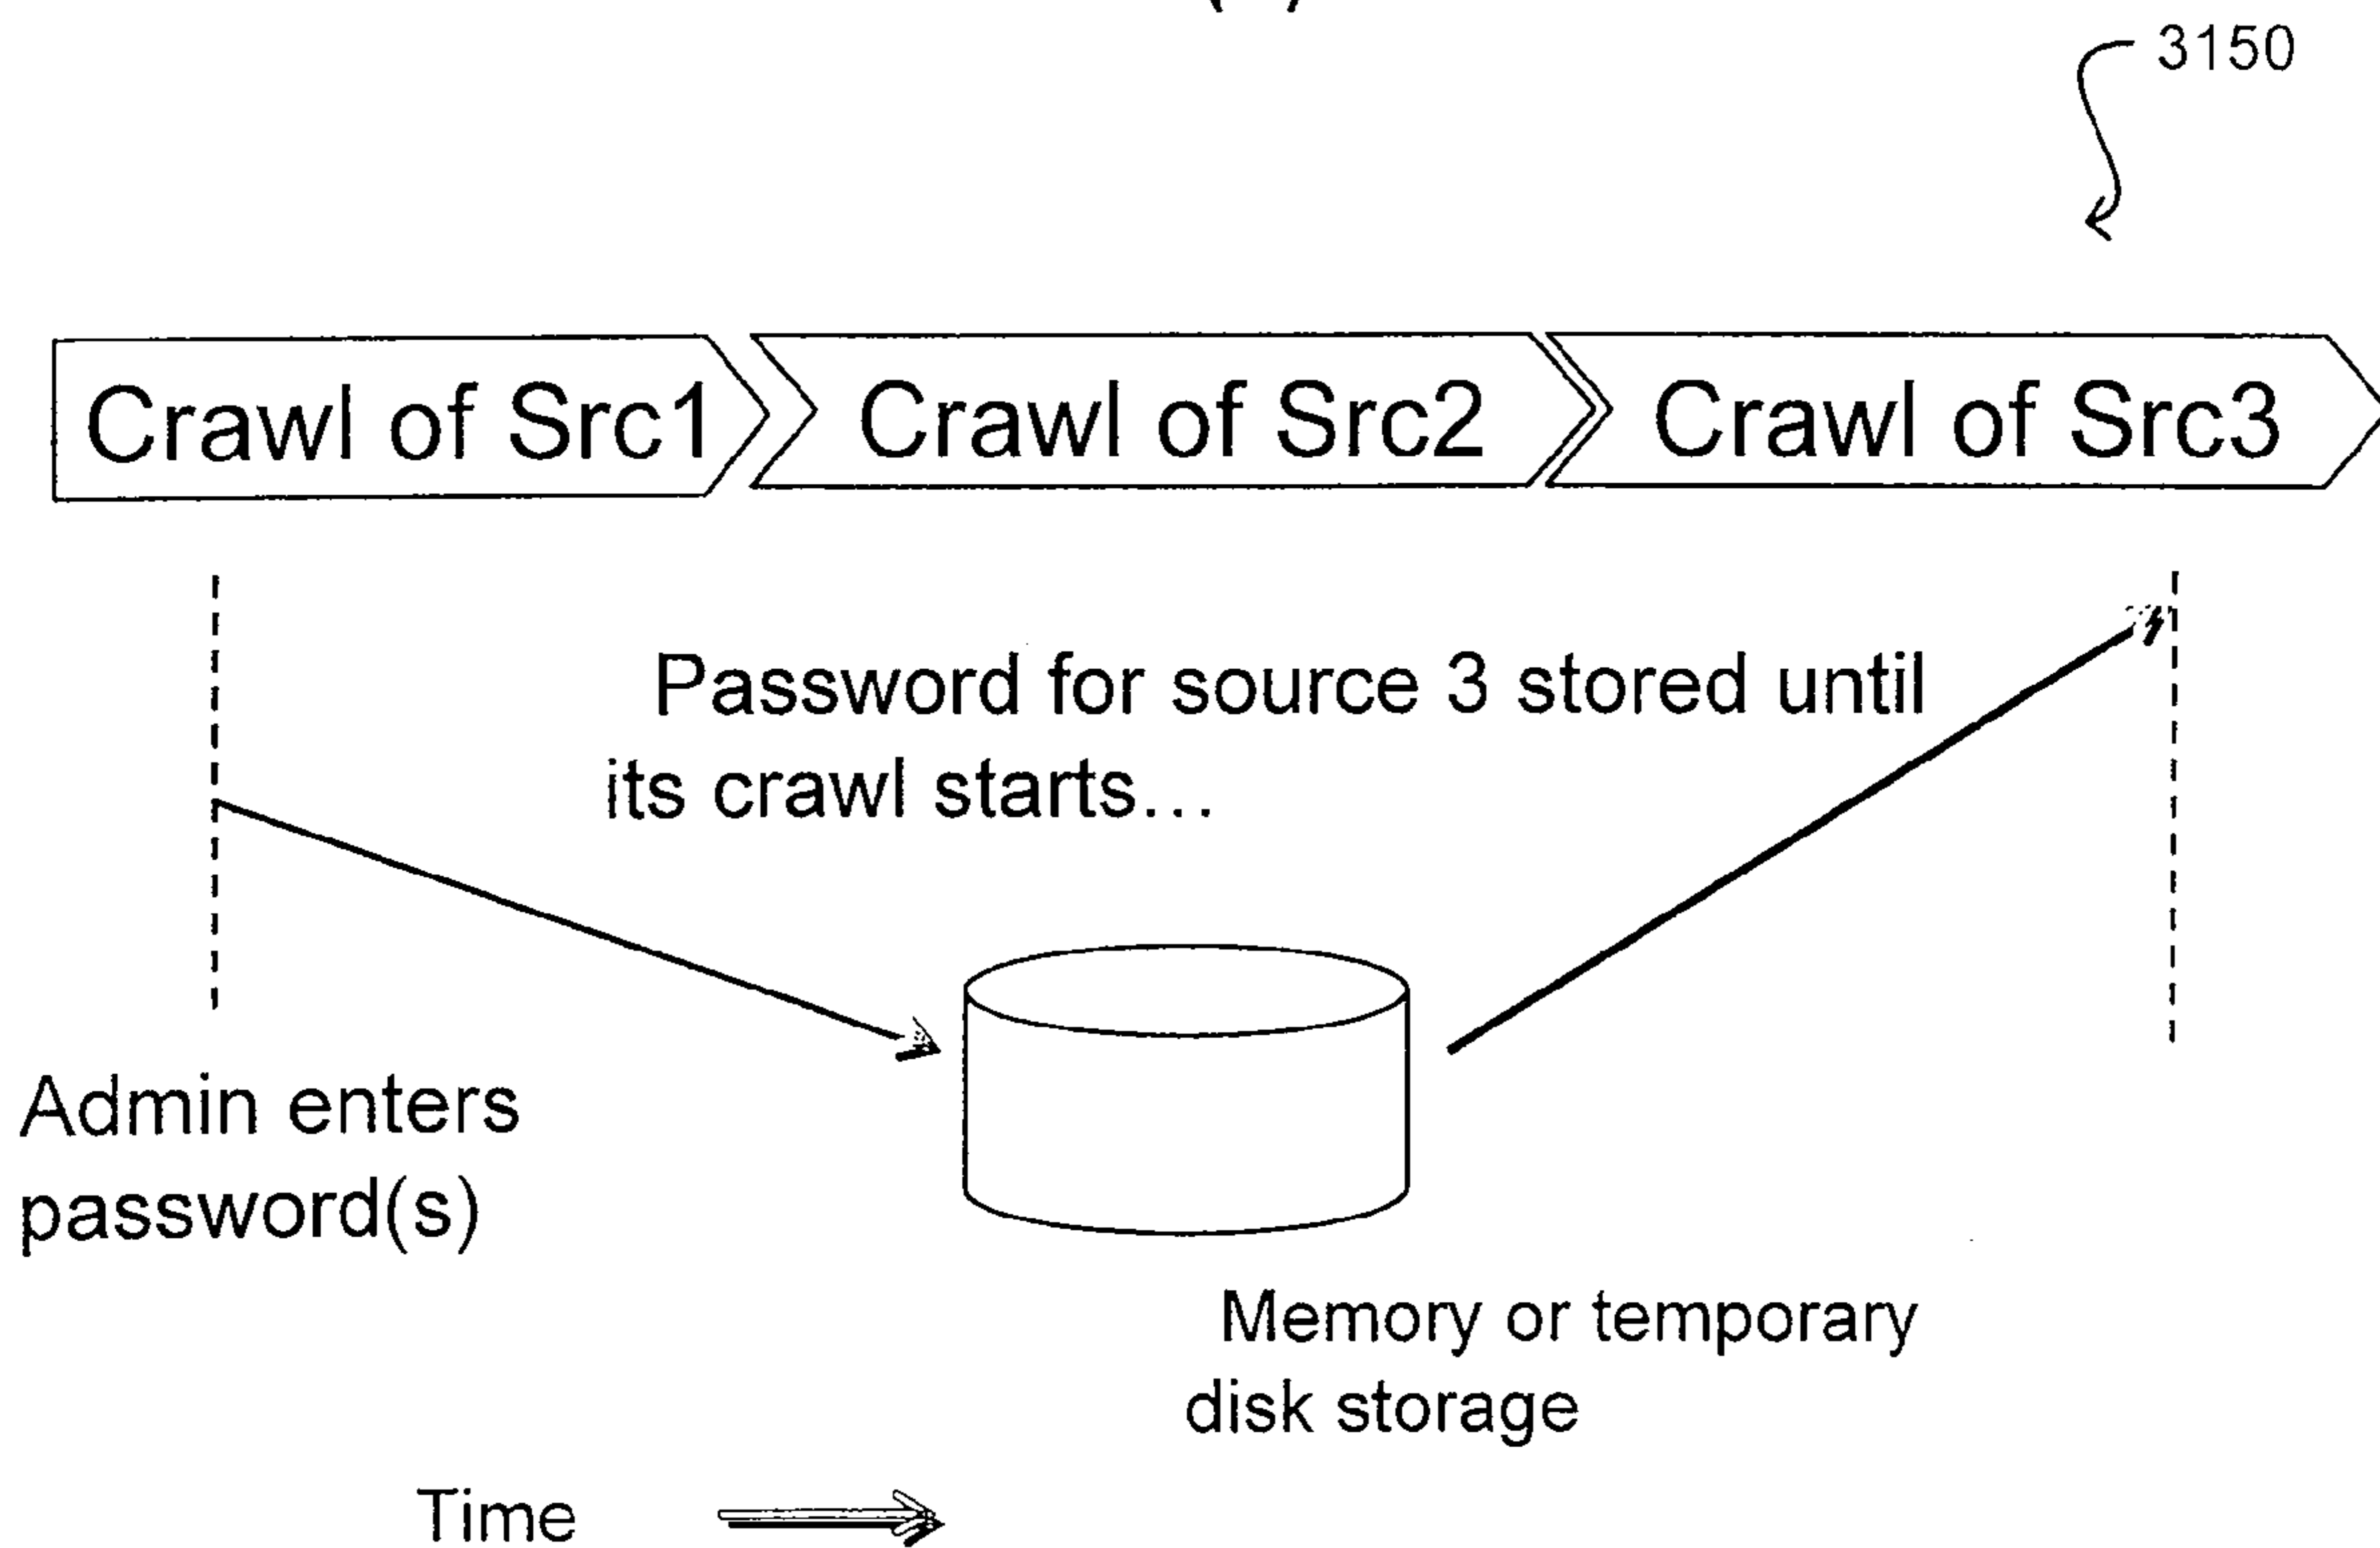 3150
Crawl of Src1
Crawl of Src2
Crawl of Src3
Password for source 3 stored until
its crawl starts...
Admin enters
password(s)
Memory or temporary
disk storage
Time